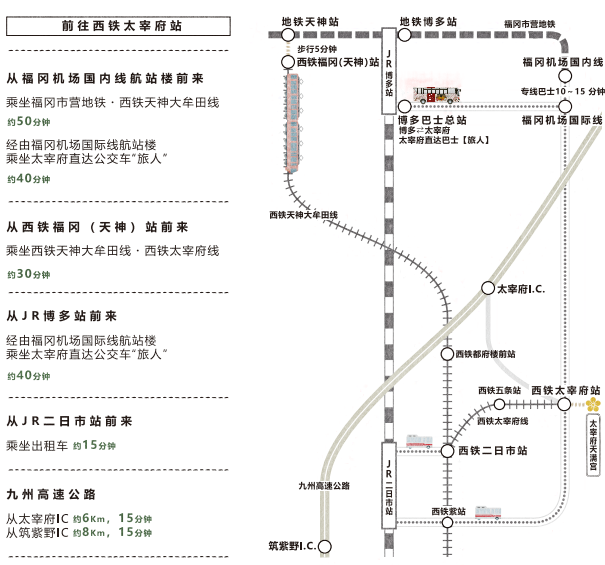 前往西铁太宰府站
从福冈机场国内线航站楼前来
乘坐福冈市营地铁·西铁天神大牟田线
约50分钟
经由福冈机场国际线航站楼
乘坐太宰府直达公交车“旅人”
约40分钟
从西铁福冈（天神）站前来
乘坐西铁天神大牟田线·西铁太宰府线
约30分钟
从JR博多站前来
经由福冈机场国际线航站楼
乘坐太宰府直达公交车“旅人”
约40分钟
从JR二日市站前来
乘坐出租车 约15分钟
九州高速公路
从太宰府IC 约6Km，15分钟
从筑紫野IC 约8Km，15分钟
地铁天神站
步行5分钟
西铁福冈(天神)站
JR博多站
地铁博多站
福冈市营地铁
福冈机场国内线
专线巴士10～15 分钟
福冈机场国际线
博多巴士总站
博多⇌太宰府
太宰府直达巴士【旅人】
西铁天神大牟田线
太宰府I.C.
西铁都府楼前站
西铁五条站
西铁太宰府站
西铁太宰府线
太宰府天满宫
西铁二日市站
JR二日市站
九州高速公路
西铁紫站
筑紫野I.C.